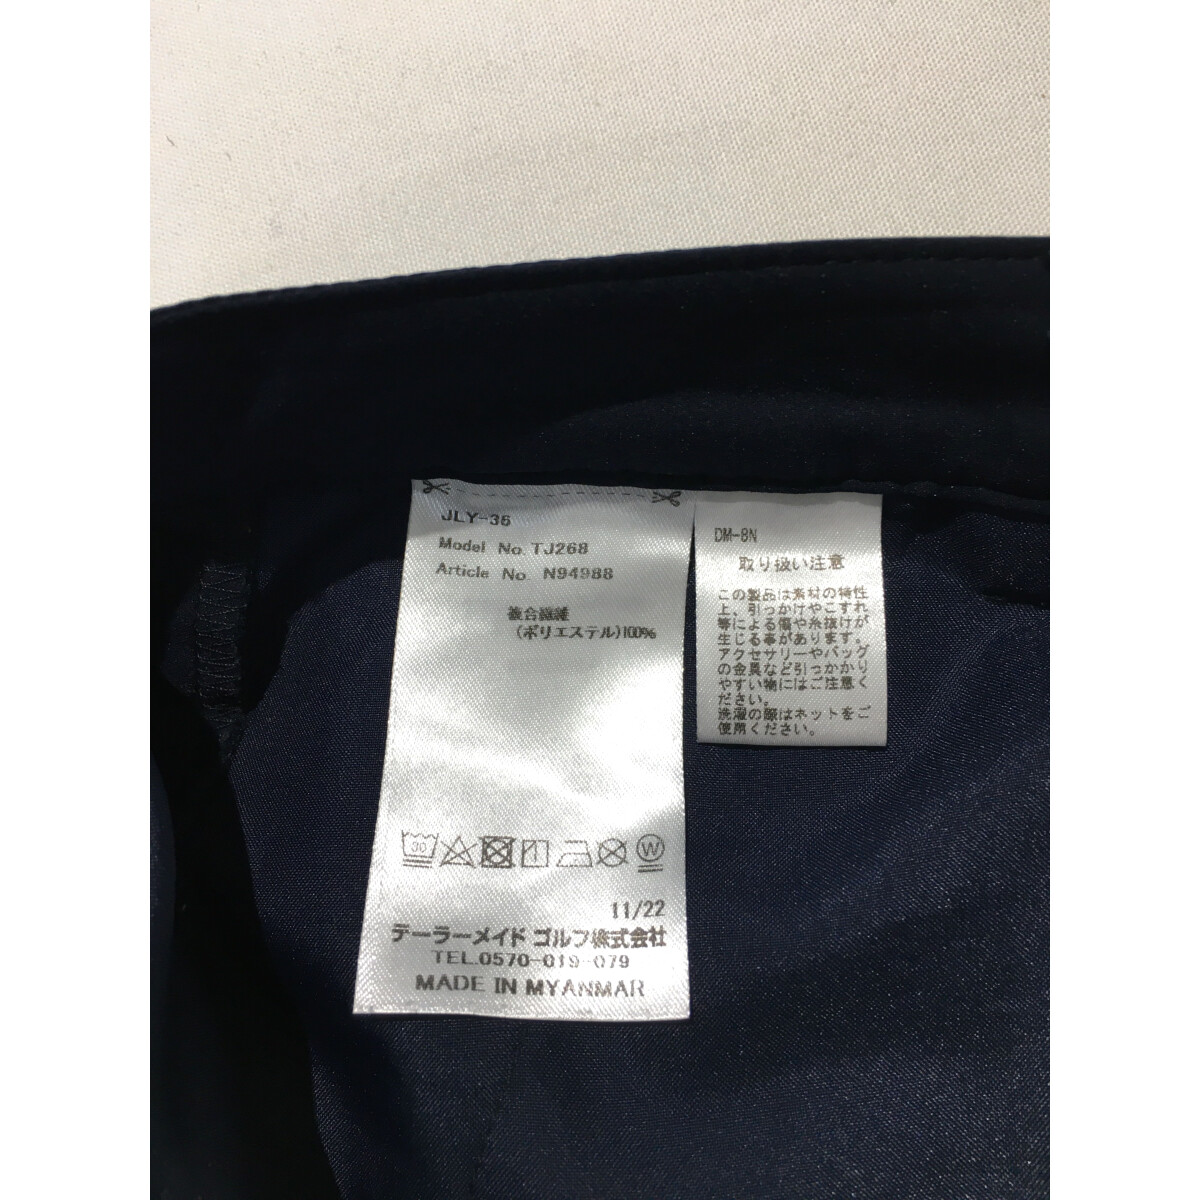 JLY-36
Model No. TJ268
Article No. N94988
複合繊維
(ポリエステル)100%
30
W
11/22
テーラーメイド ゴルフ株式会社
TEL.0570-019-079
MADE IN MYANMAR
DM-8N
取り扱い注意
この製品は素材の特性
上、引っかけやこすれ
等による傷や糸抜けが
生じる事があります。
アクセサリーやバッグ
の金具など引っかかり
やすい物にはご注意く
ださい。
洗濯の際はネットをご
使用ください。